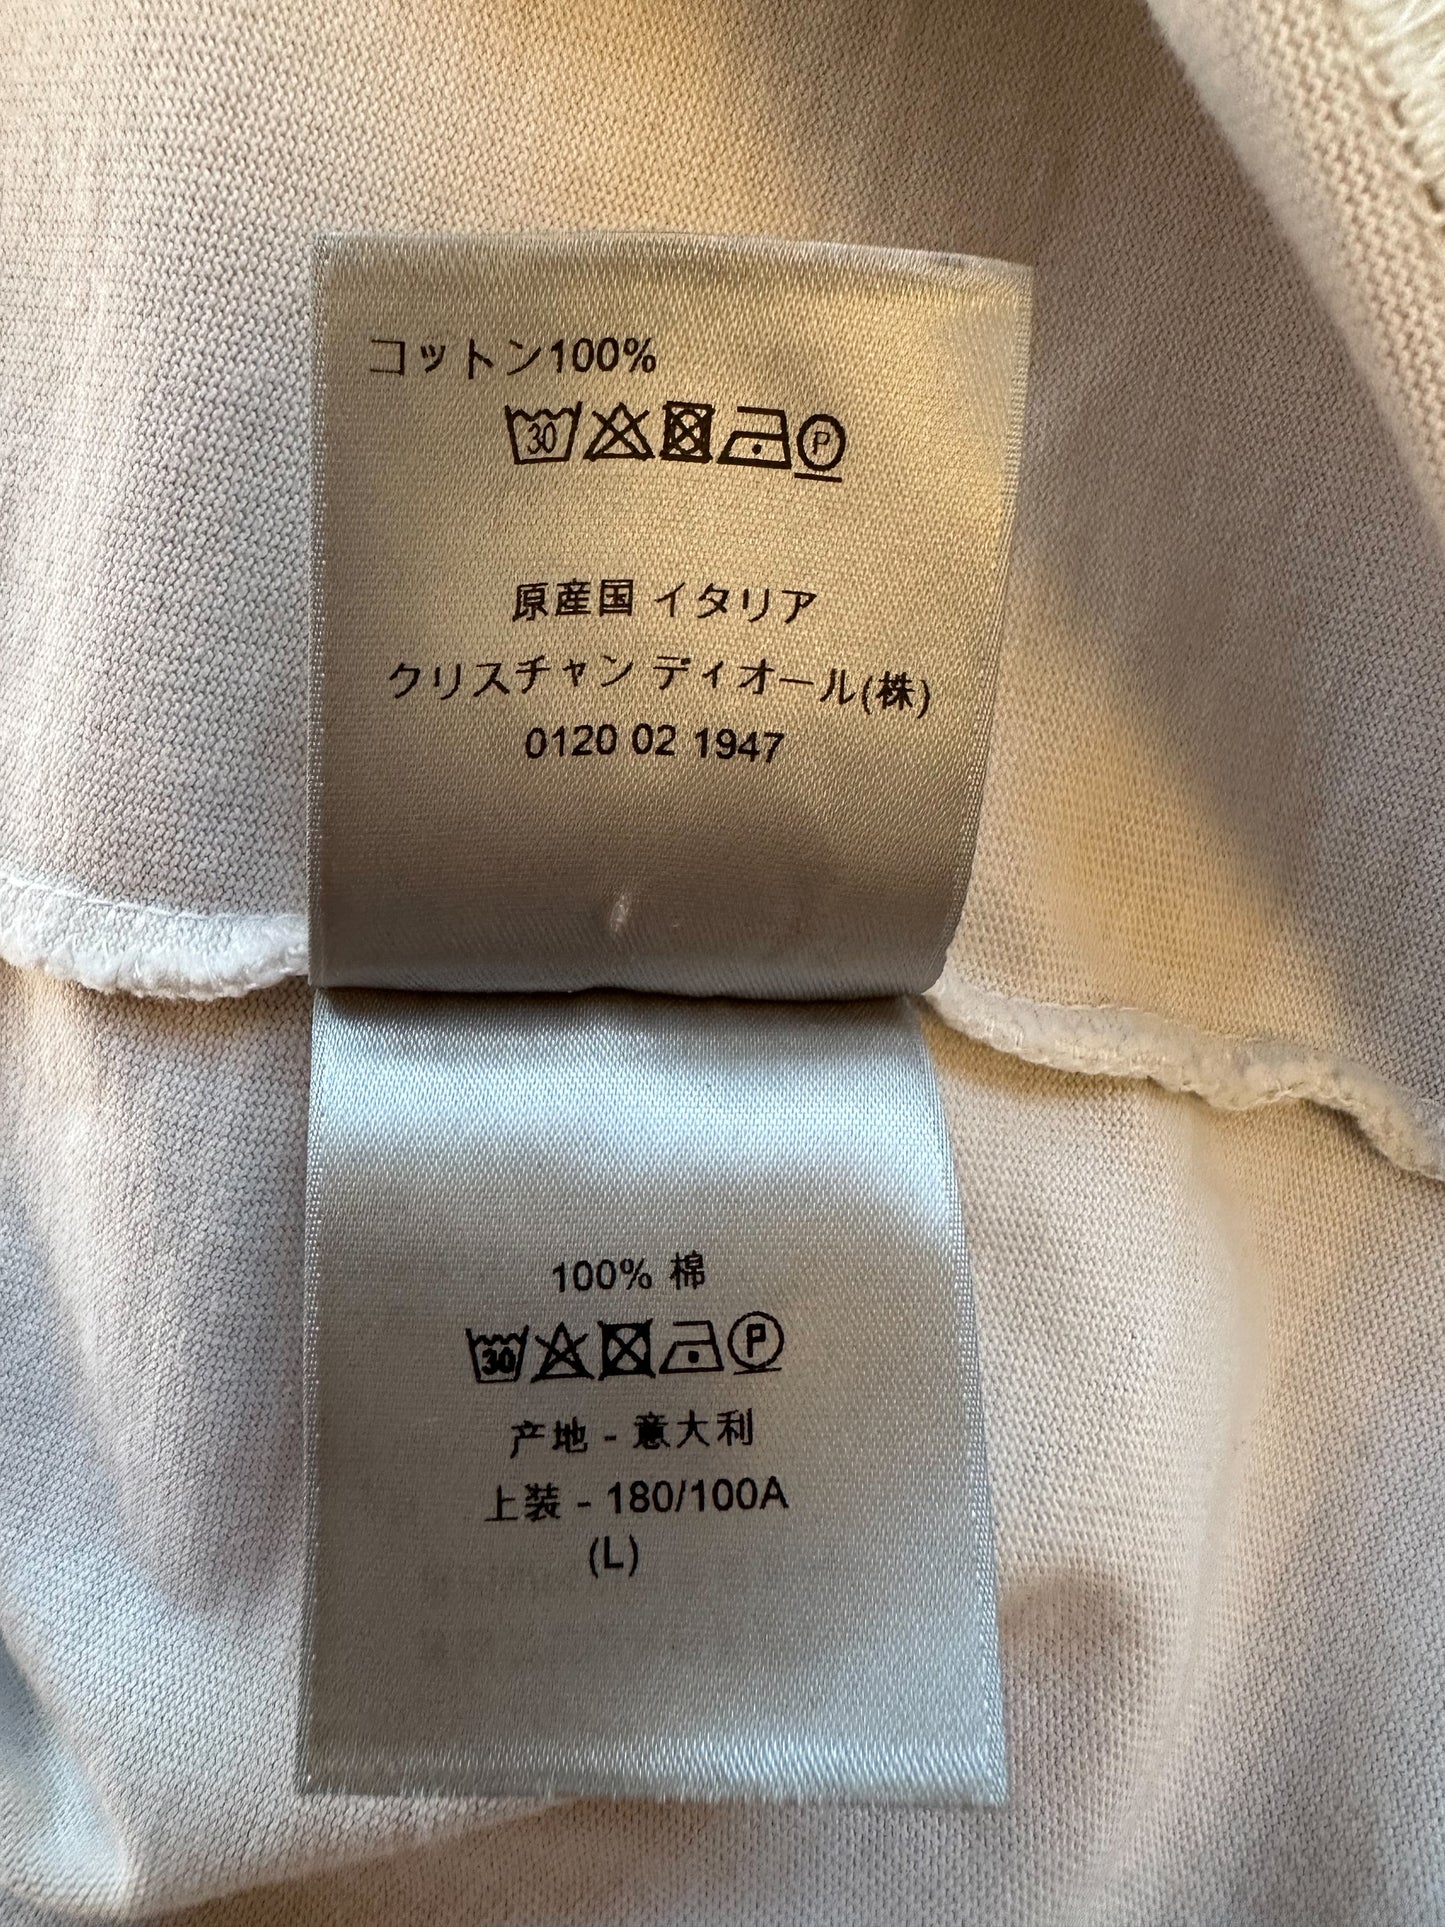 コットン100%
30 P
原産国 イタリア
クリスチャン ディオール(株)
0120 02 1947
100% 棉
30 P
产地 - 意大利
上装 - 180/100A
(L)